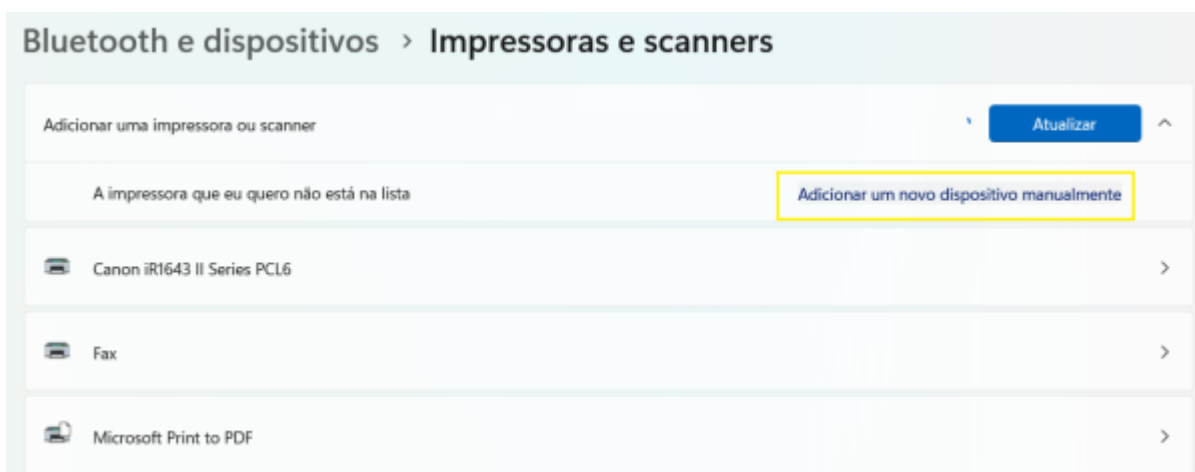 Bluetooth e dispositivos > Impressoras e scanners
Adicionar uma impressora ou scanner
Atualizar
A impressora que eu quero não está na lista
Adicionar um novo dispositivo manualmente
Canon iR1643 II Series PCL6
Fax
Microsoft Print to PDF